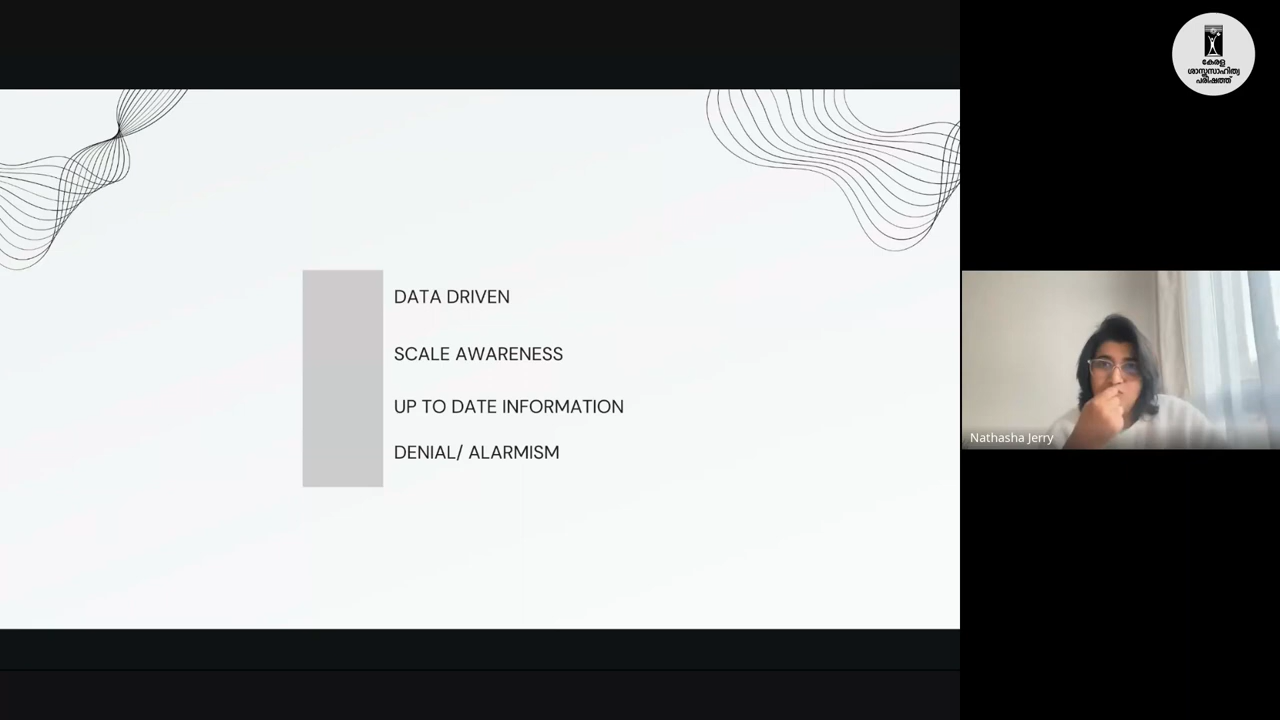 DATA DRIVEN
SCALE AWARENESS
UP TO DATE INFORMATION
DENIAL/ ALARMISM
കേരള
ശാസ്ത്രസാഹിത്യ
പരിഷത്ത്
Nathasha Jerry